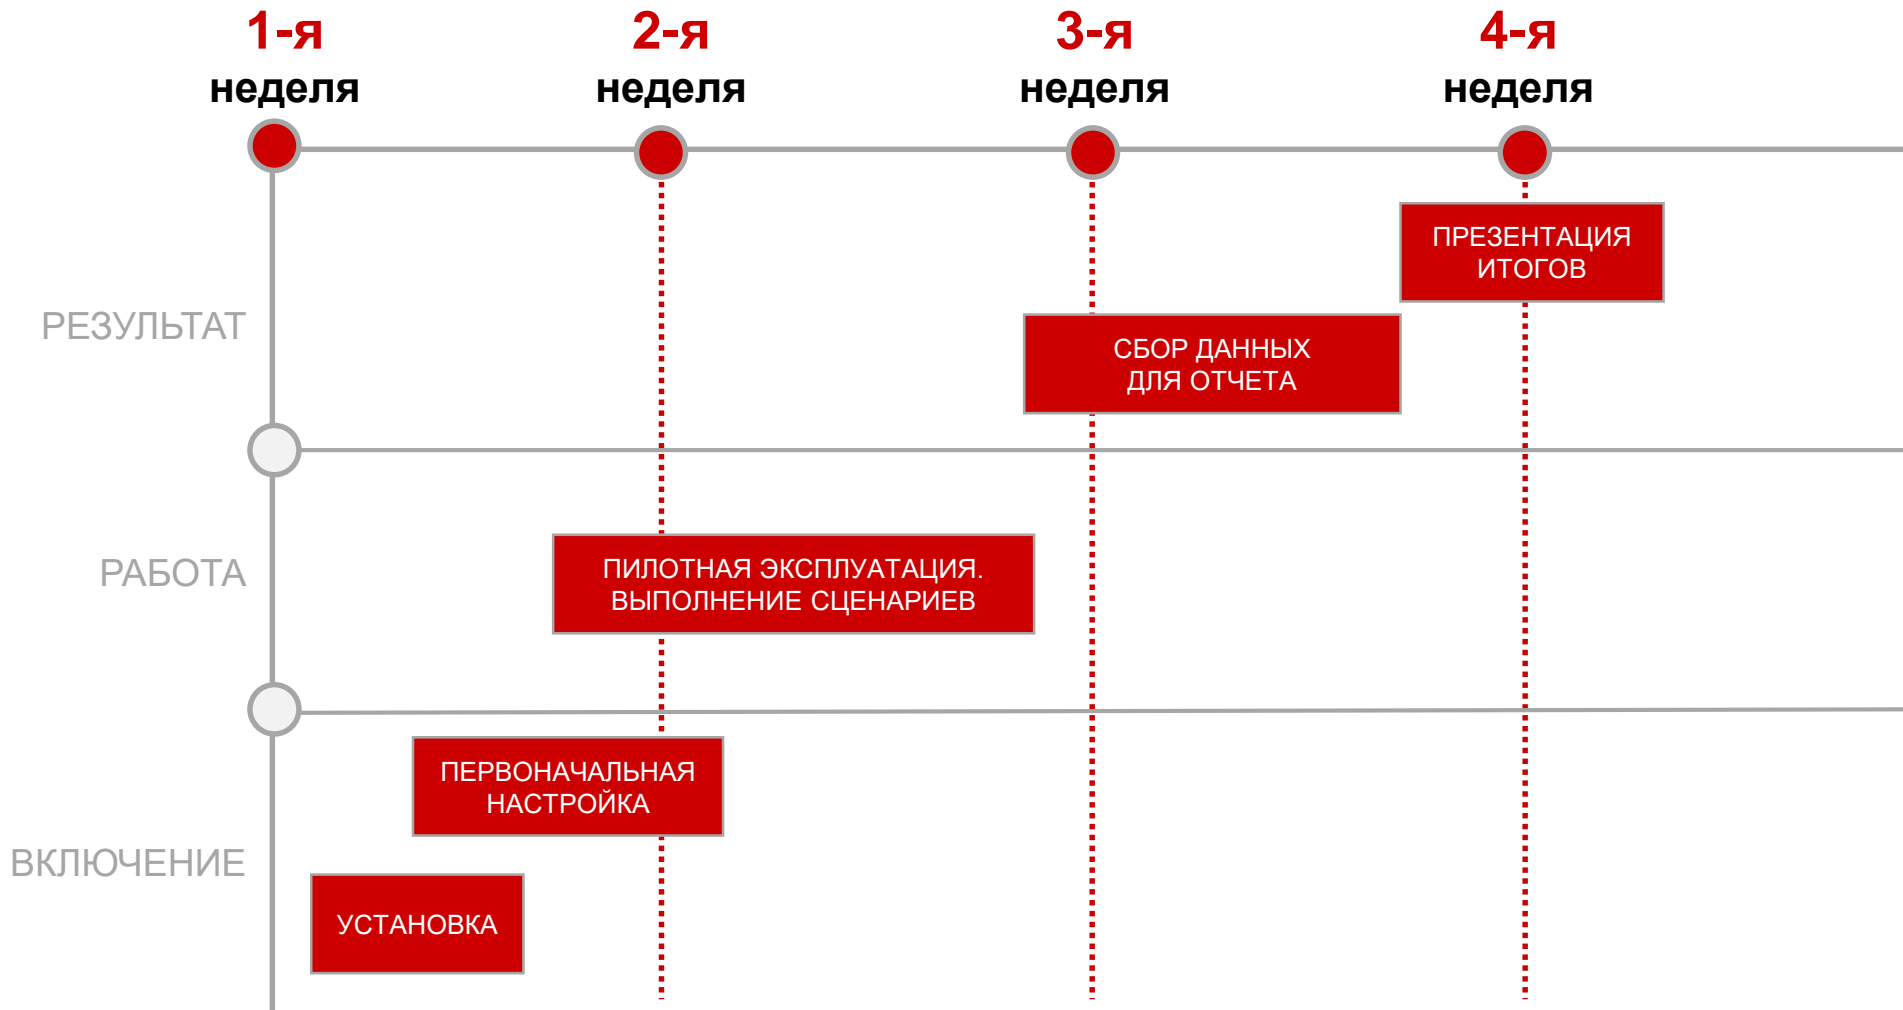 1-я
неделя
2-я
неделя
3-я
неделя
4-я
неделя
РЕЗУЛЬТАТ
ПРЕЗЕНТАЦИЯ
ИТОГОВ
СБОР ДАННЫХ
ДЛЯ ОТЧЕТА
РАБОТА
ПИЛОТНАЯ ЭКСПЛУАТАЦИЯ.
ВЫПОЛНЕНИЕ СЦЕНАРИЕВ
ВКЛЮЧЕНИЕ
ПЕРВОНАЧАЛЬНАЯ
НАСТРОЙКА
УСТАНОВКА